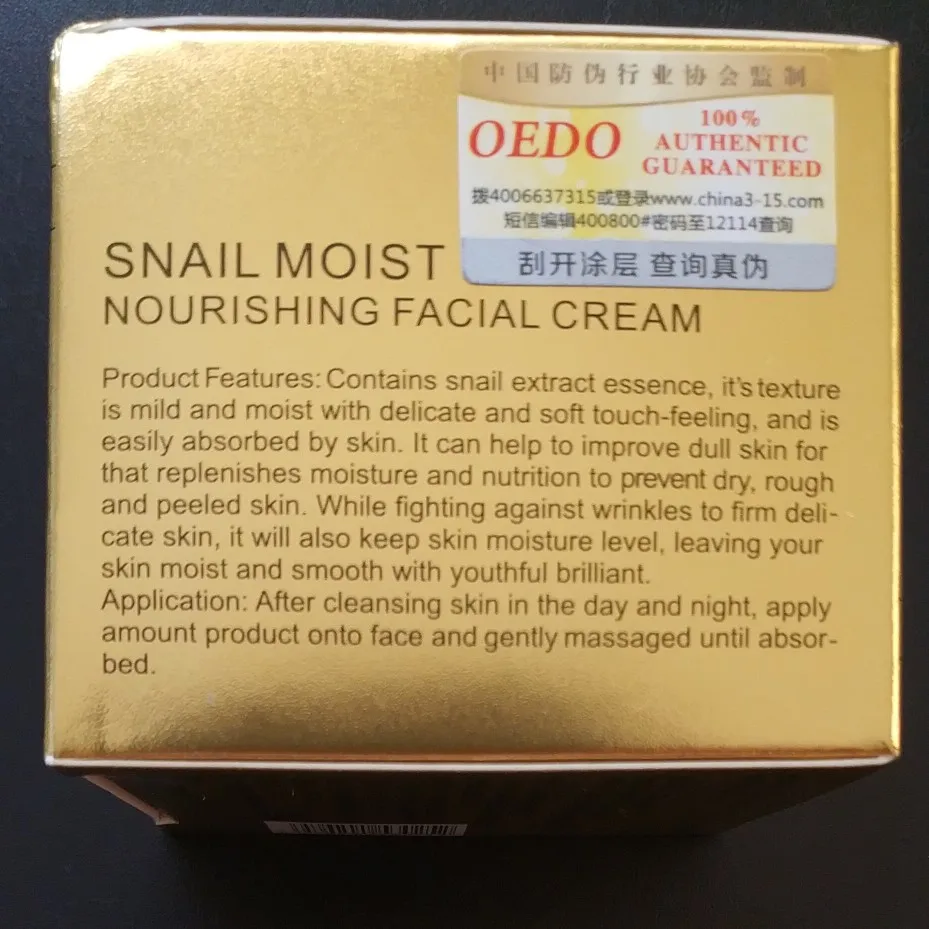 中国防伪行业协会监制
OEDO
100%
AUTHENTIC
GUARANTEED
拨4006637315或登录www.china3-15.com
短信编辑400800#密码至12114查询
刮开涂层 查询真伪
SNAIL MOIST
NOURISHING FACIAL CREAM
Product Features: Contains snail extract essence, it's texture
is mild and moist with delicate and soft touch-feeling, and is
easily absorbed by skin. It can help to improve dull skin for
that replenishes moisture and nutrition to prevent dry, rough
and peeled skin. While fighting against wrinkles to firm deli-
cate skin, it will also keep skin moisture level, leaving your
skin moist and smooth with youthful brilliant.
Application: After cleansing skin in the day and night, apply
amount product onto face and gently massaged until absor-
bed.